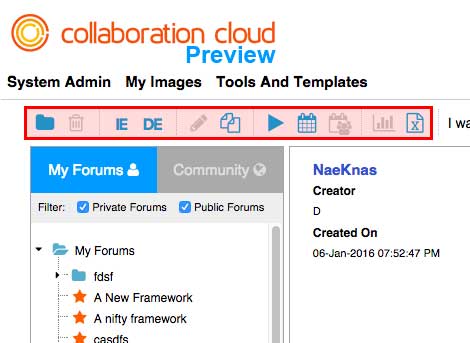 collaboration cloud
Preview
System Admin My Images Tools And Templates
IE DE
I wa
My Forums Community
Filter: Private Forums Public Forums
My Forums
fdsf
A New Framework
A nifty framework
casdfs
NaeKnas
Creator
D
Created On
06-Jan-2016 07:52:47 PM